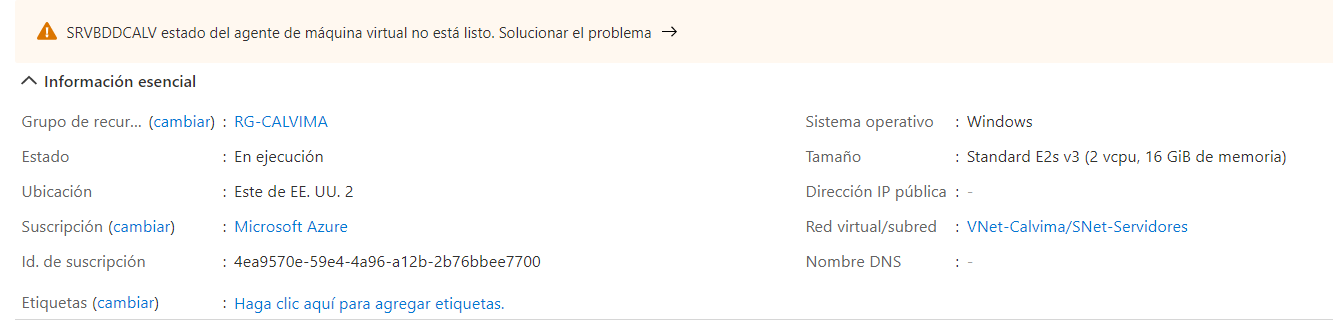 SRVBDDCALV estado del agente de máquina virtual no está listo. Solucionar el problema →
Información esencial
Grupo de recur... (cambiar) : RG-CALVIMA
Estado : En ejecución
Ubicación : Este de EE. UU. 2
Suscripción (cambiar) : Microsoft Azure
Id. de suscripción : 4ea9570e-59e4-4a96-a12b-2b76bbee7700
Etiquetas (cambiar) : Haga clic aquí para agregar etiquetas.
Sistema operativo : Windows
Tamaño : Standard E2s v3 (2 vcpu, 16 GiB de memoria)
Dirección IP pública : -
Red virtual/subred : VNet-Calvima/SNet-Servidores
Nombre DNS : -